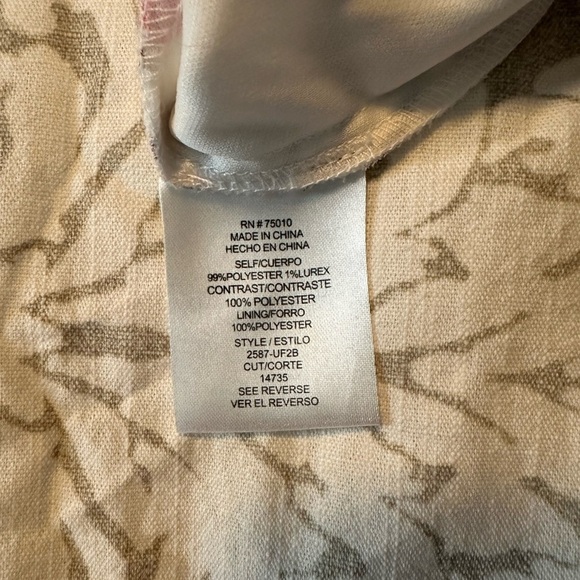 RN # 75010
MADE IN CHINA
HECHO EN CHINA
SELF/CUERPO
99%POLYESTER 1%LUREX
CONTRAST/CONTRASTE
100% POLYESTER
LINING/FORRO
100%POLYESTER
STYLE / ESTILO
2587-UF2B
CUT/CORTE
14735
SEE REVERSE
VER EL REVERSO